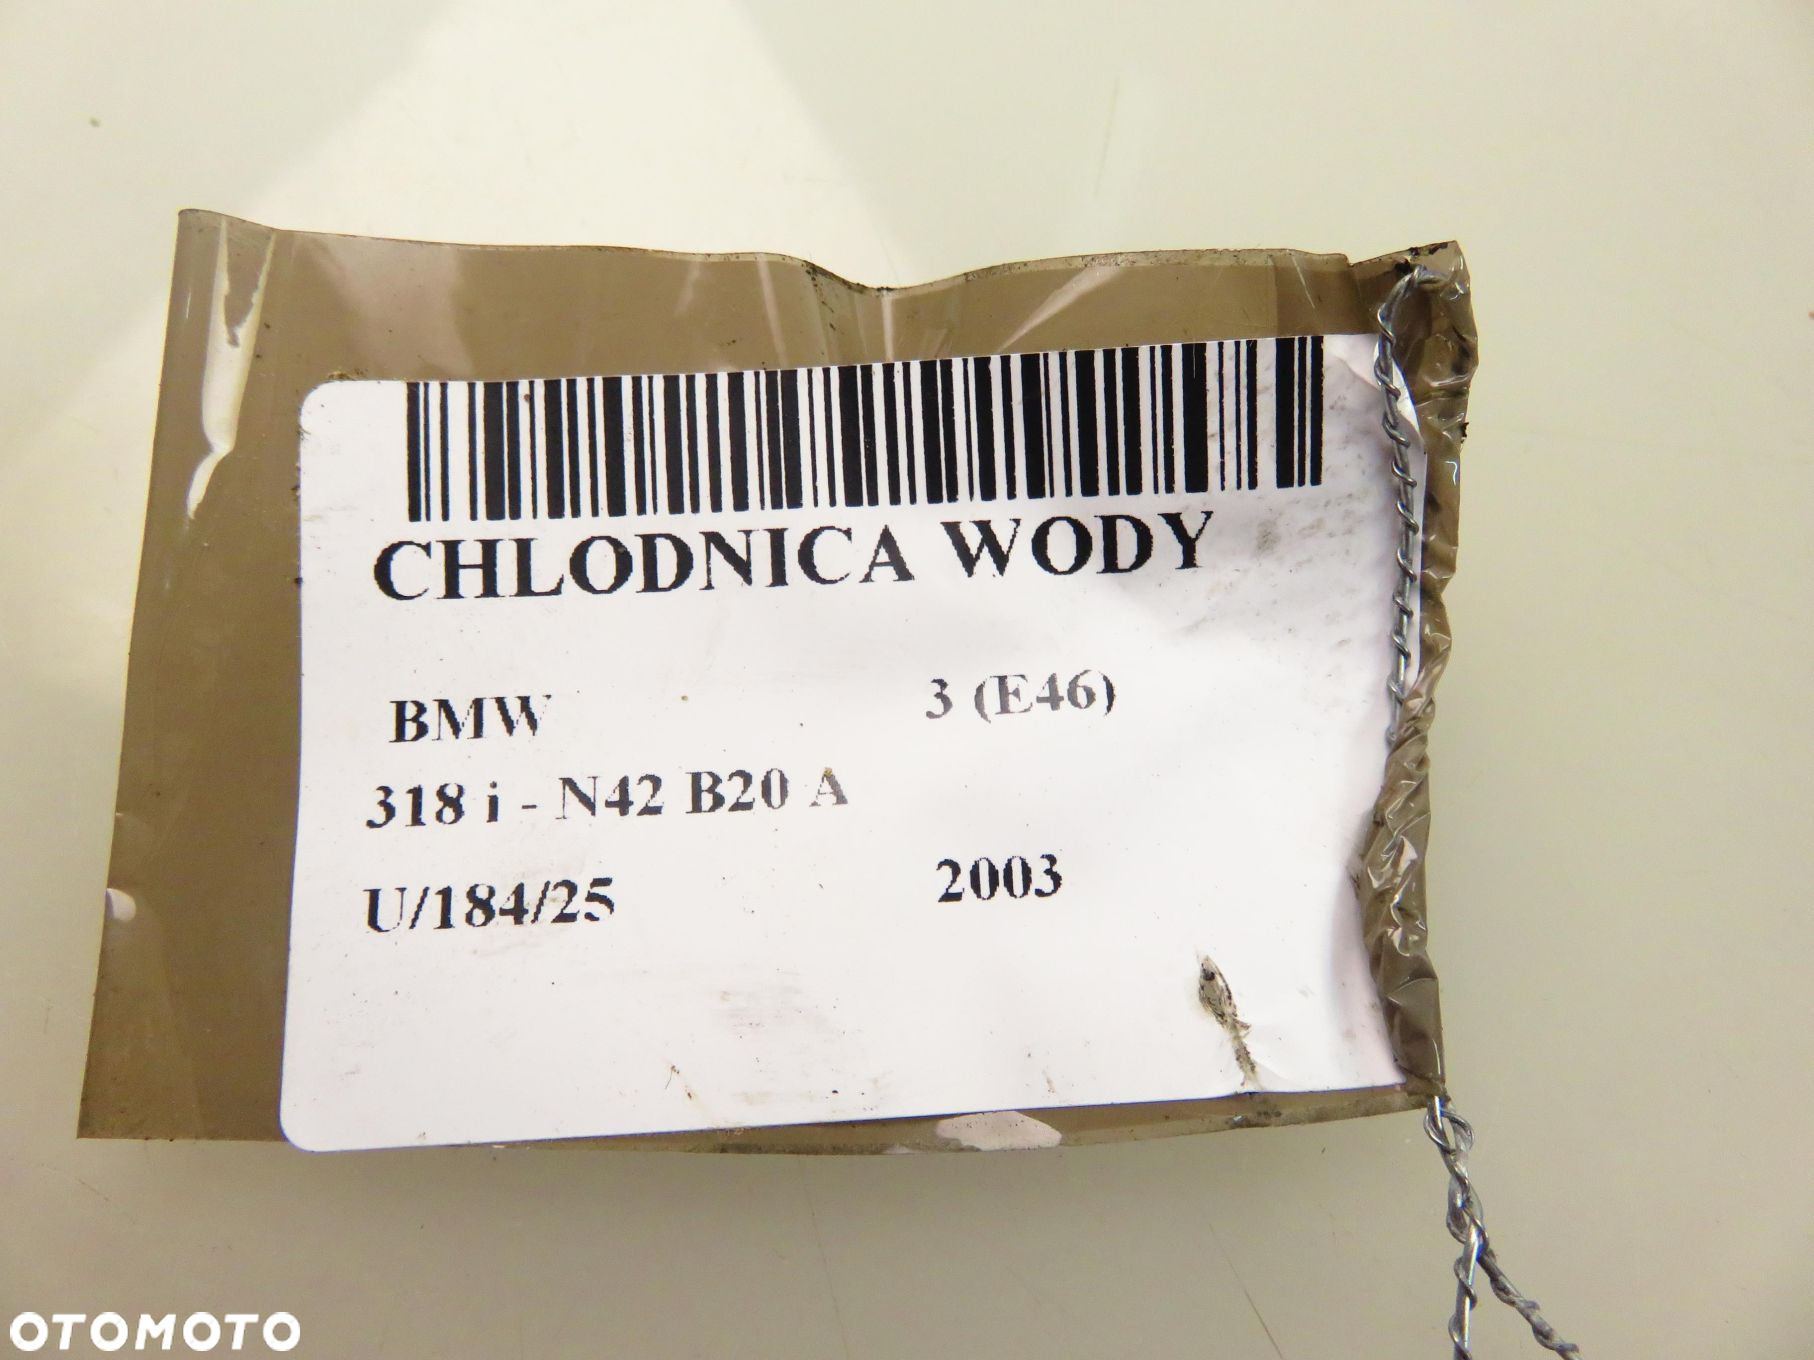 CHLODNICA WODY
BMW 3 (E46)
318 i - N42 B20 A
U/184/25 2003
OTOMOTO